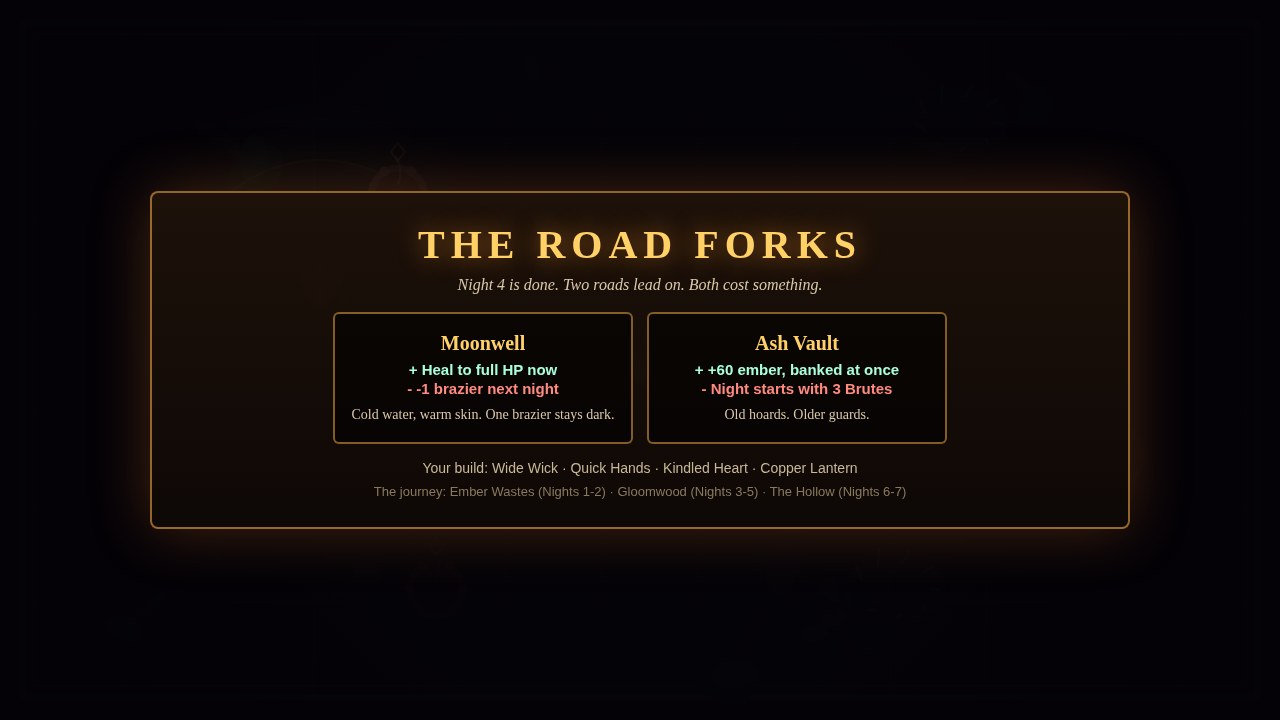 THE ROAD FORKS
Night 4 is done. Two roads lead on. Both cost something.
Moonwell
+ Heal to full HP now
- -1 brazier next night
Cold water, warm skin. One brazier stays dark.
Ash Vault
+ +60 ember, banked at once
- Night starts with 3 Brutes
Old hoards. Older guards.
Your build: Wide Wick · Quick Hands · Kindled Heart · Copper Lantern
The journey: Ember Wastes (Nights 1-2) · Gloomwood (Nights 3-5) · The Hollow (Nights 6-7)